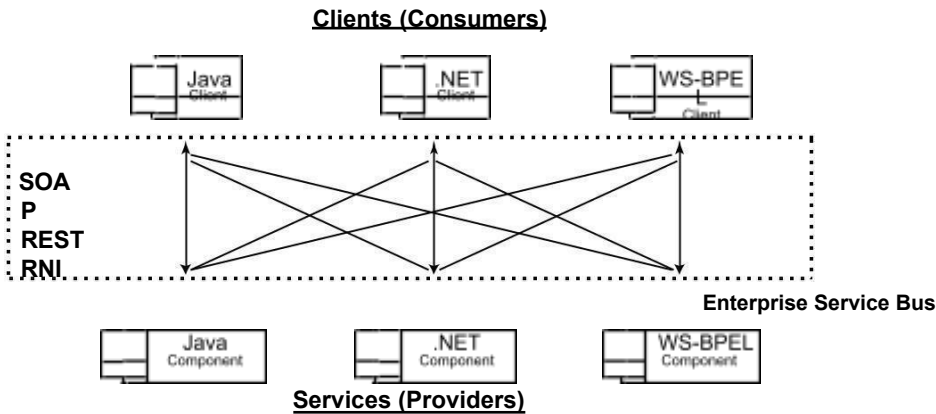 Clients (Consumers)
Java
Client
.NET
Client
WS-BPE
L
Client
SOA
P
REST
RNI
Enterprise Service Bus
Java
Component
.NET
Component
WS-BPEL
Component
Services (Providers)